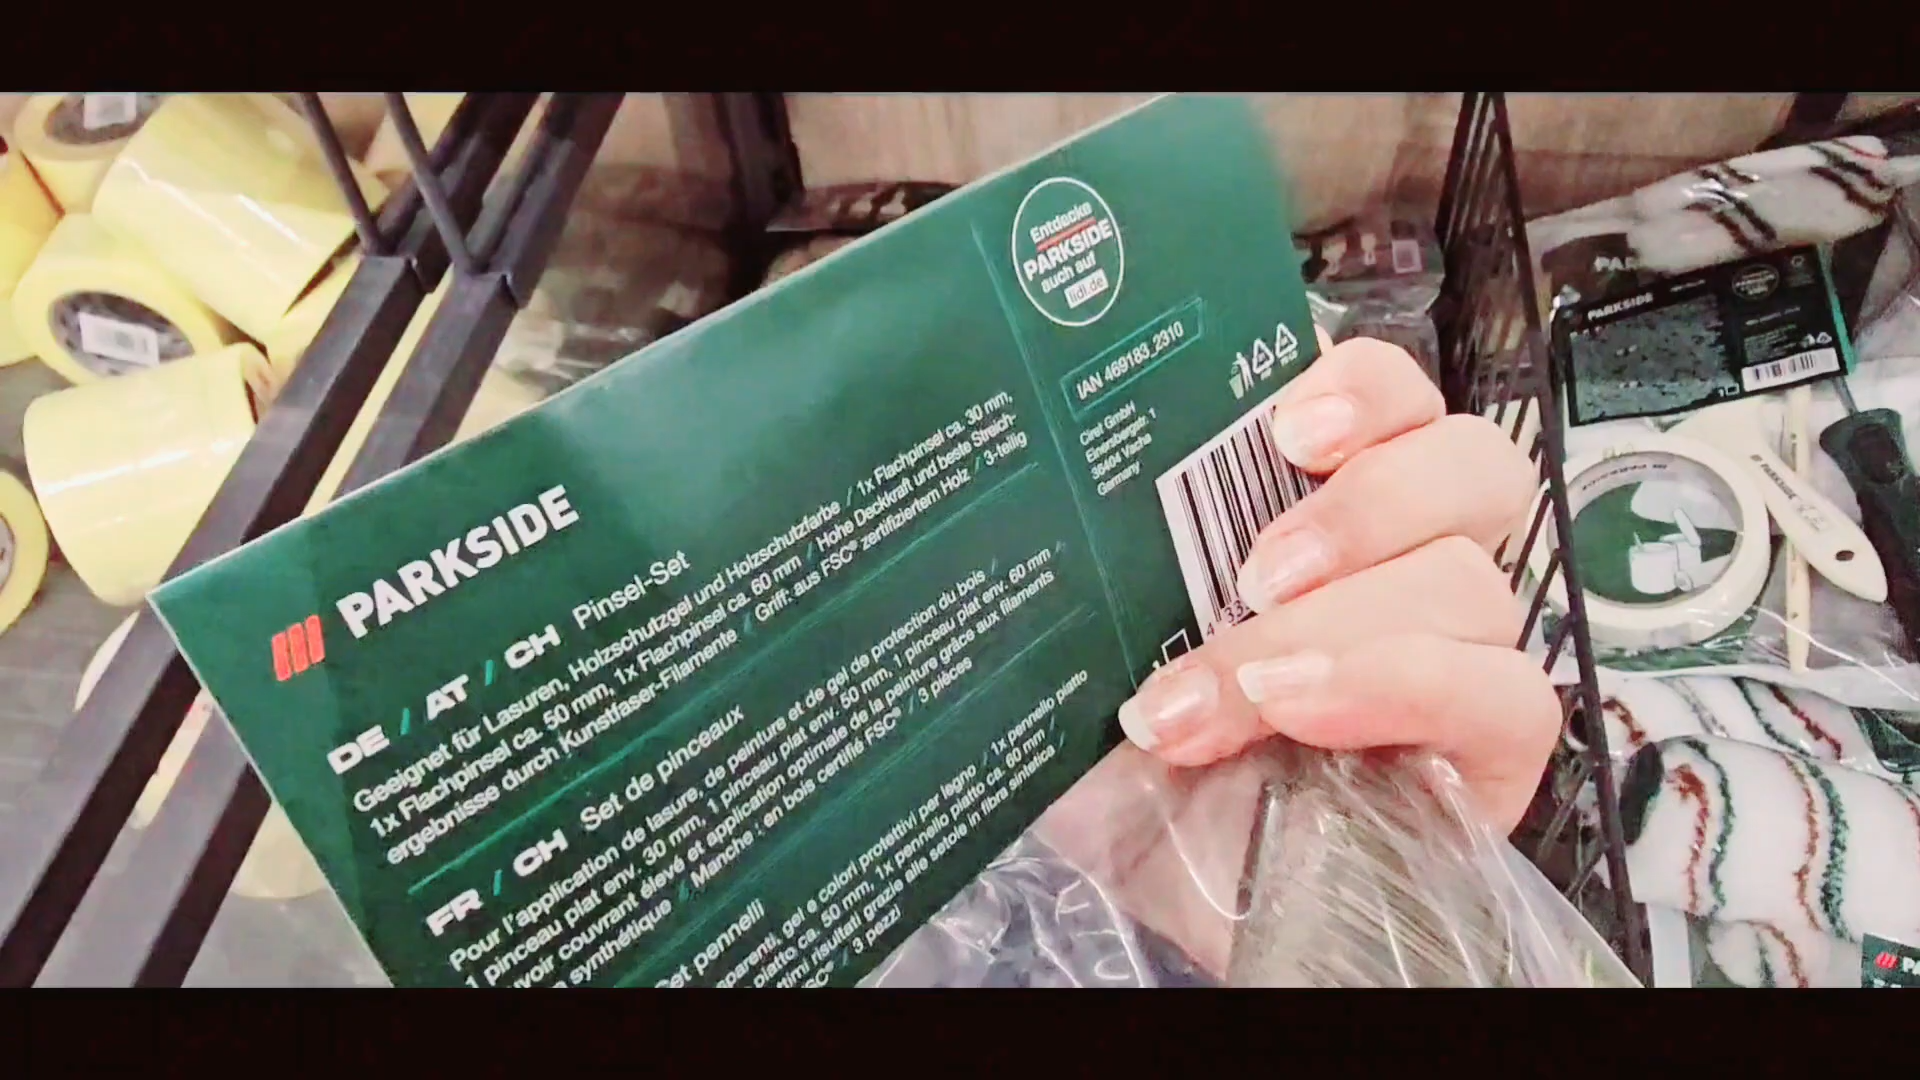 PARKSIDE
DE / AT / CH Pinsel-Set
Geeignet für Lasuren, Holzschutzgel und Holzschutzfarbe / 1x Flachpinsel ca. 30 mm,
1x Flachpinsel ca. 50 mm, 1x Flachpinsel ca. 60 mm / Hohe Deckkraft und beste Streich-
ergebnisse durch Kunstfaser-Filamente / Griff: aus FSC® zertifiziertem Holz / 3-teilig
FR / CH Set de pinceaux
Pour l'application de lasure, de peinture et de gel de protection du bois /
1 pinceau plat env. 30 mm, 1 pinceau plat env. 50 mm, 1 pinceau plat env. 60 mm /
couvrant élevé et application optimale de la peinture grâce aux filaments
synthétique / Manche : en bois certifié FSC® / 3 pièces
pennelli
gel e colori protettivi per legno / 1x pennello piatto
piatto ca. 50 mm, 1x pennello piatto ca. 60 mm /
risultati grazie alle setole in fibra sintetica /
3 pezzi
Entdecke
PARKSIDE
auch auf
lidl.de
IAN 469183_2310
Ciret GmbH
Einersbergstr. 1
36404 Vacha
Germany
PARKSIDE
PARKSIDE
PARKSIDE